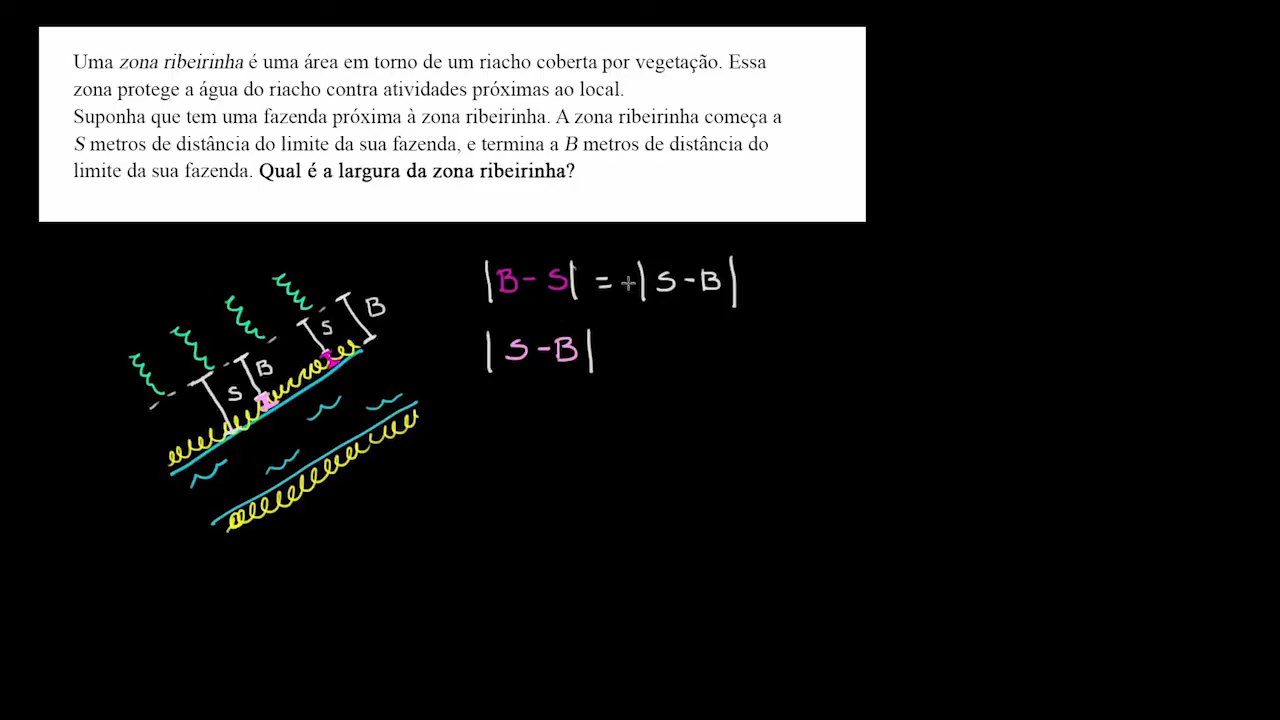 Uma zona ribeirinha é uma área em torno de um riacho coberta por vegetação. Essa
zona protege a água do riacho contra atividades próximas ao local.
Suponha que tem uma fazenda próxima à zona ribeirinha. A zona ribeirinha começa a
S metros de distância do limite da sua fazenda, e termina a B metros de distância do
limite da sua fazenda. Qual é a largura da zona ribeirinha?
|B - S| = |S - B|
|S - B|
S
B
S
B